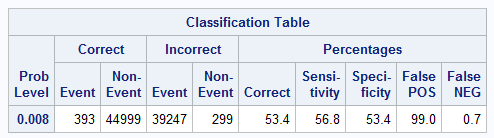 Classification Table
Correct Incorrect Percentages
Prob Level Event Non-Event Event Non-Event Correct Sensi-tivity Speci-ficity False POS False NEG
0.008 393 44999 39247 299 53.4 56.8 53.4 99.0 0.7